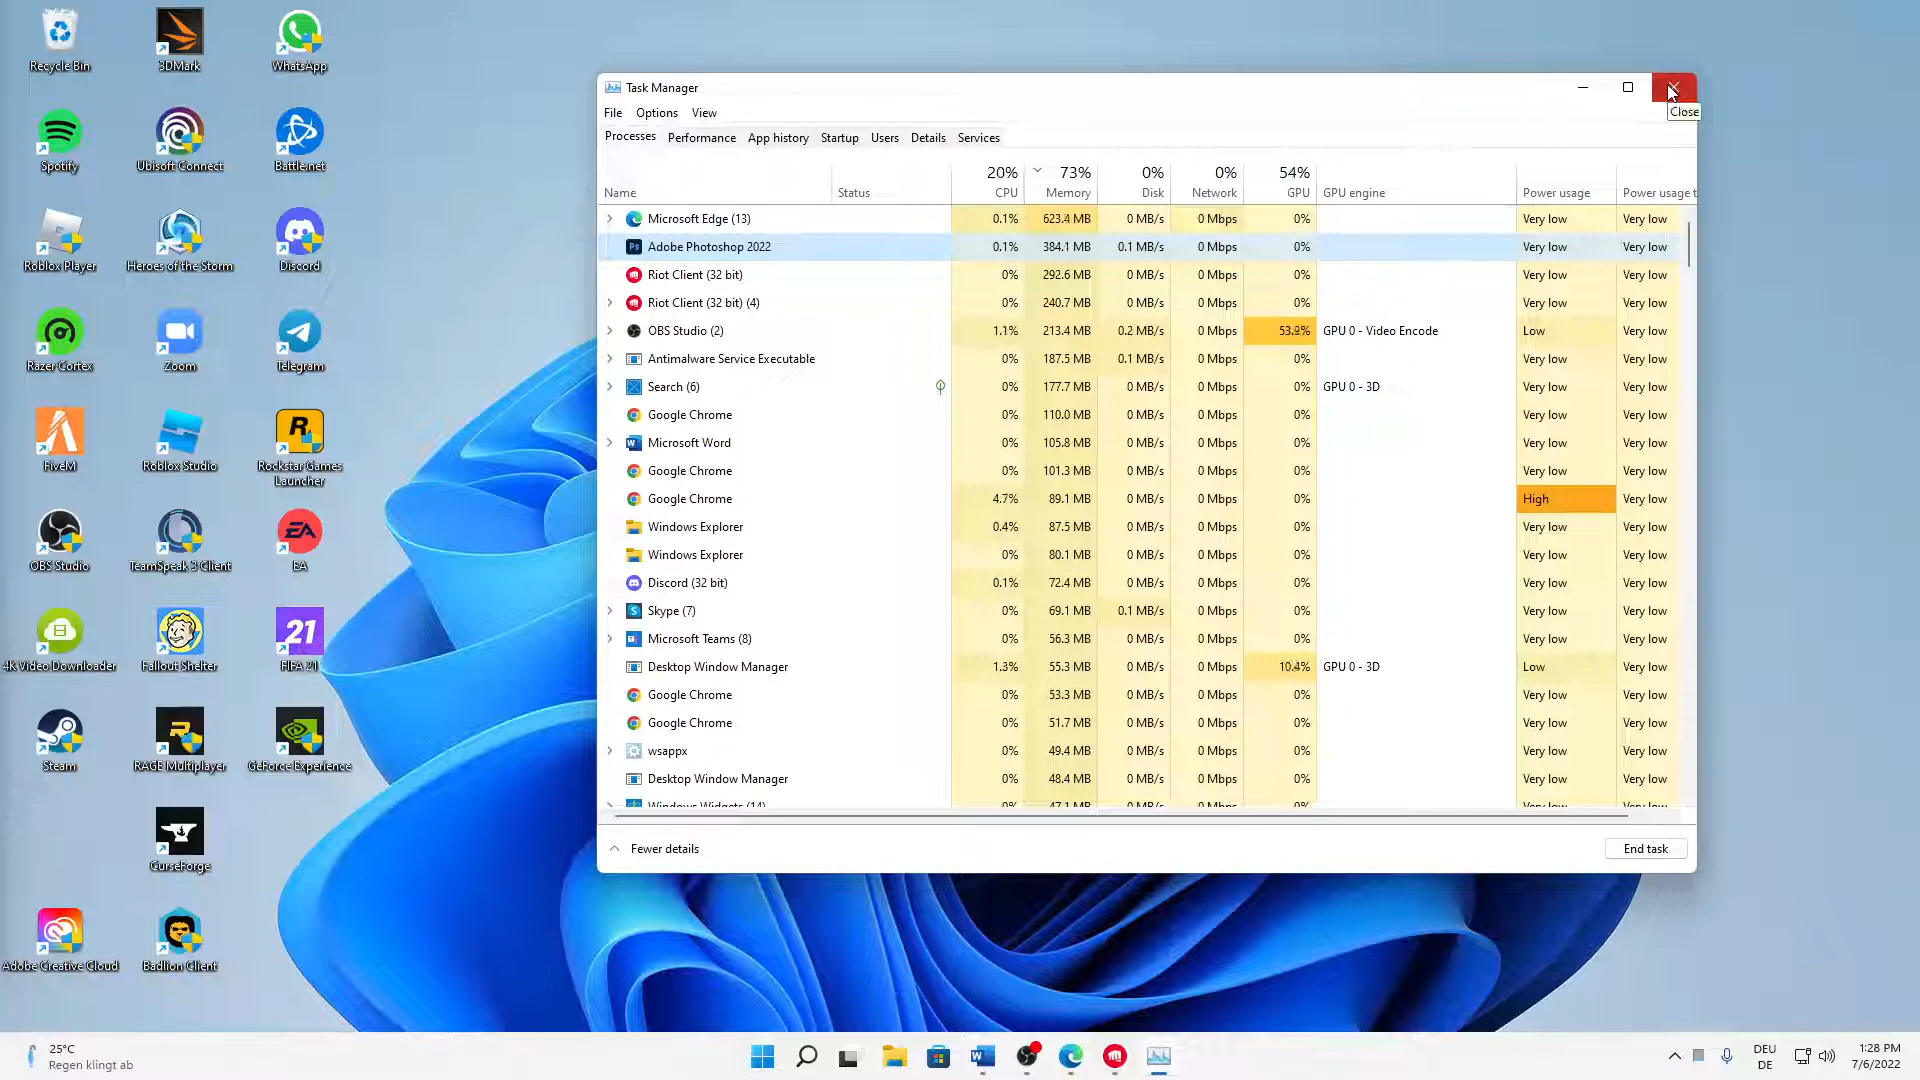 Recycle Bin
3DMark
WhatsApp
Spotify
Ubisoft Connect
Battle.net
Roblox Player
Heroes of the Storm
Discord
Razer Cortex
Zoom
Telegram
FiveM
Roblox Studio
Rockstar Games
Launcher
OBS Studio
TeamSpeak 3 Client
EA
4K Video Downloader
Fallout Shelter
21
FIFA 21
Steam
RAGE Multiplayer
GeForce Experience
CurseForge
Adobe Creative Cloud
Badlion Client
Task Manager
Close
File Options View
Processes Performance App history Startup Users Details Services
20% 73% 0% 0% 54%
Name Status CPU Memory Disk Network GPU GPU engine Power usage Power usage t
Microsoft Edge (13) 0.1% 623.4 MB 0 MB/s 0 Mbps 0% Very low Very low
Adobe Photoshop 2022 0.1% 384.1 MB 0.1 MB/s 0 Mbps 0% Very low Very low
Riot Client (32 bit) 0% 292.6 MB 0 MB/s 0 Mbps 0% Very low Very low
Riot Client (32 bit) (4) 0% 240.7 MB 0 MB/s 0 Mbps 0% Very low Very low
OBS Studio (2) 1.1% 213.4 MB 0.2 MB/s 0 Mbps GPU 0 - Video Encode Low Very low
Antimalware Service Executable 0% 187.5 MB 0.1 MB/s 0 Mbps 0% Very low Very low
Search (6) 0% 177.7 MB 0 MB/s 0 Mbps 0% GPU 0 - 3D Very low Very low
Google Chrome 0% 110.0 MB 0 MB/s 0 Mbps 0% Very low Very low
Microsoft Word 0% 105.8 MB 0 MB/s 0 Mbps 0% Very low Very low
Google Chrome 0% 101.3 MB 0 MB/s 0 Mbps 0% Very low Very low
Google Chrome 4.7% 89.1 MB 0 MB/s 0 Mbps 0% High Very low
Windows Explorer 0.4% 87.5 MB 0 MB/s 0 Mbps 0% Very low Very low
Windows Explorer 0% 80.1 MB 0 MB/s 0 Mbps 0% Very low Very low
Discord (32 bit) 0.1% 72.4 MB 0 MB/s 0 Mbps 0% Very low Very low
Skype (7) 0% 69.1 MB 0.1 MB/s 0 Mbps 0% Very low Very low
Microsoft Teams (8) 0% 56.3 MB 0 MB/s 0 Mbps 0% Very low Very low
Desktop Window Manager 1.3% 55.3 MB 0 MB/s 0 Mbps GPU 0 - 3D Low Very low
Google Chrome 0% 53.3 MB 0 MB/s 0 Mbps 0% Very low Very low
Google Chrome 0% 51.7 MB 0 MB/s 0 Mbps 0% Very low Very low
wsappx 0% 49.4 MB 0 MB/s 0 Mbps 0% Very low Very low
Desktop Window Manager 0% 48.4 MB 0 MB/s 0 Mbps 0% Very low Very low
Windows Widgets (14) 0% 47.1 MB 0 MB/s 0 Mbps 0% Very low Very low
Fewer details
End task
25°C
Regen klingt ab
DEU
DE
1:28 PM
7/6/2022